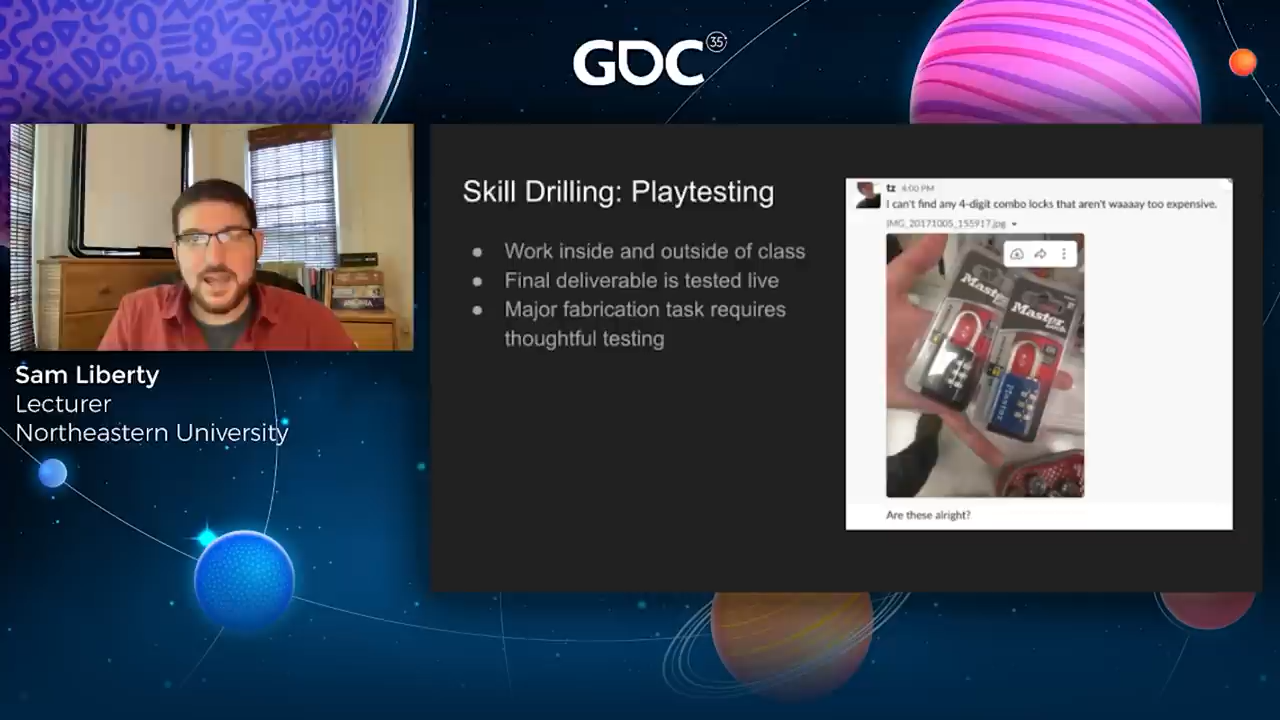 GDC 35
Skill Drilling: Playtesting
● Work inside and outside of class
● Final deliverable is tested live
● Major fabrication task requires
thoughtful testing
tz 4:00 PM
I can't find any 4-digit combo locks that aren't waaaay too expensive.
IMG_20171005_155917.jpg
Master
Master
Lock
Master
Are these alright?
Sam Liberty
Lecturer
Northeastern University